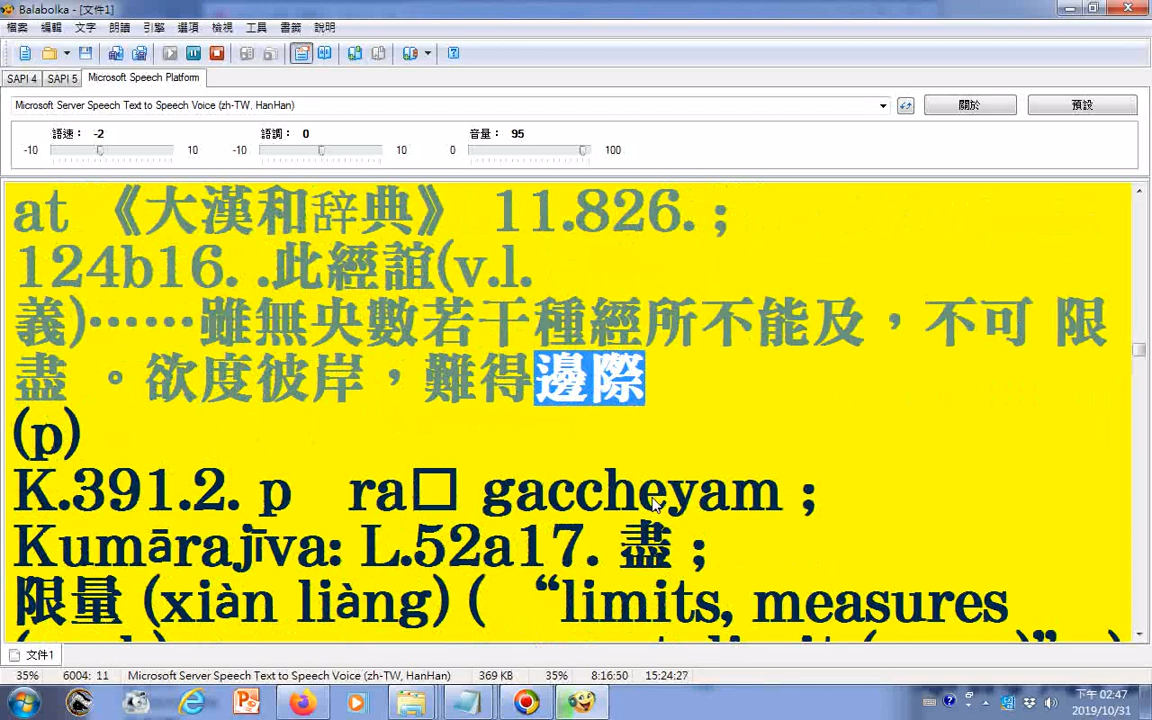 Balabolka - [文件1]
檔案 編輯 文字 朗讀 引擎 選項 檢視 工具 書籤 說明
SAPI 4 SAPI 5 Microsoft Speech Platform
Microsoft Server Speech Text to Speech Voice (zh-TW, HanHan) 關於 預設
語速： -2 語調： 0 音量： 95
-10 10 -10 10 0 100
at 《大漢和辞典》 11.826. ;
124b16. .此經誼(v.l.
義)⋯⋯雖無央數若干種經所不能及，不可 限
盡 。欲度彼岸，難得邊際
(p)
K.391.2. p ra□ gaccheyam ;
Kumārajīva: L.52a17. 盡 ;
限量 (xiàn liàng) ( “limits, measures
文件1
35% 6004: 11 Microsoft Server Speech Text to Speech Voice (zh-TW, HanHan) 369 KB 35% 8:16:50 15:24:27
下午 02:47
2019/10/31